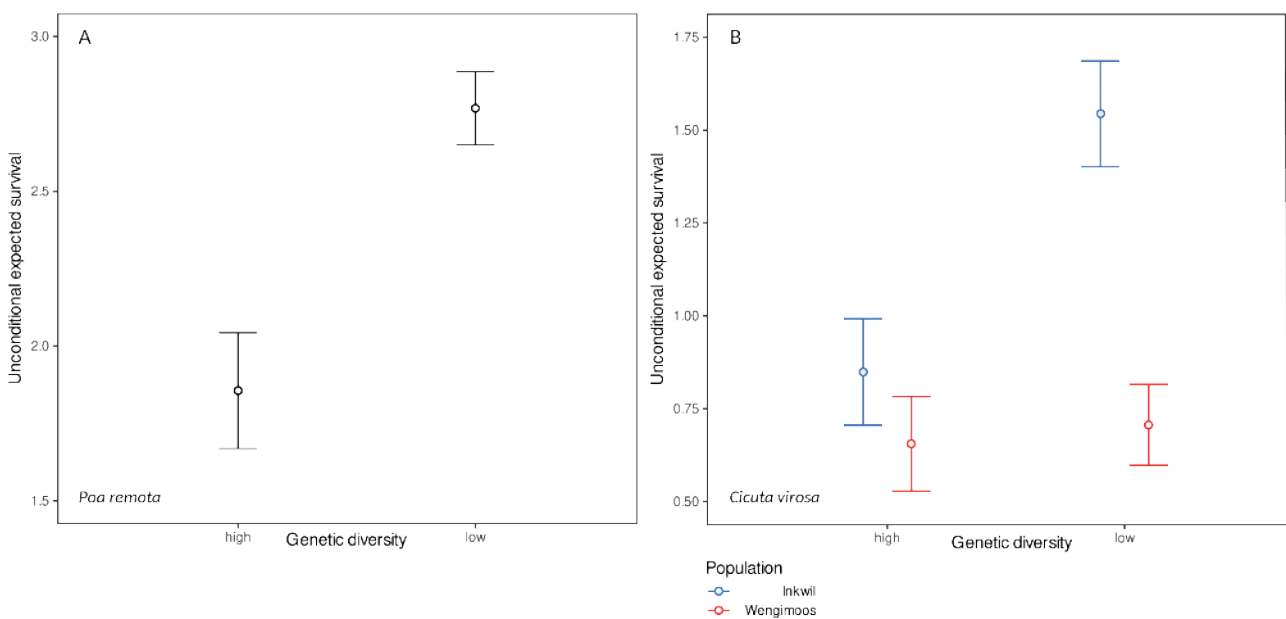 A
Unconditional expected survival
3.0
2.5
2.0
1.5
Poa remota
high
low
Genetic diversity
B
Unconditional expected survival
1.75
1.50
1.25
1.00
0.75
0.50
Cicuta virosa
high
low
Genetic diversity
Population
Inkwil
Wengimoos